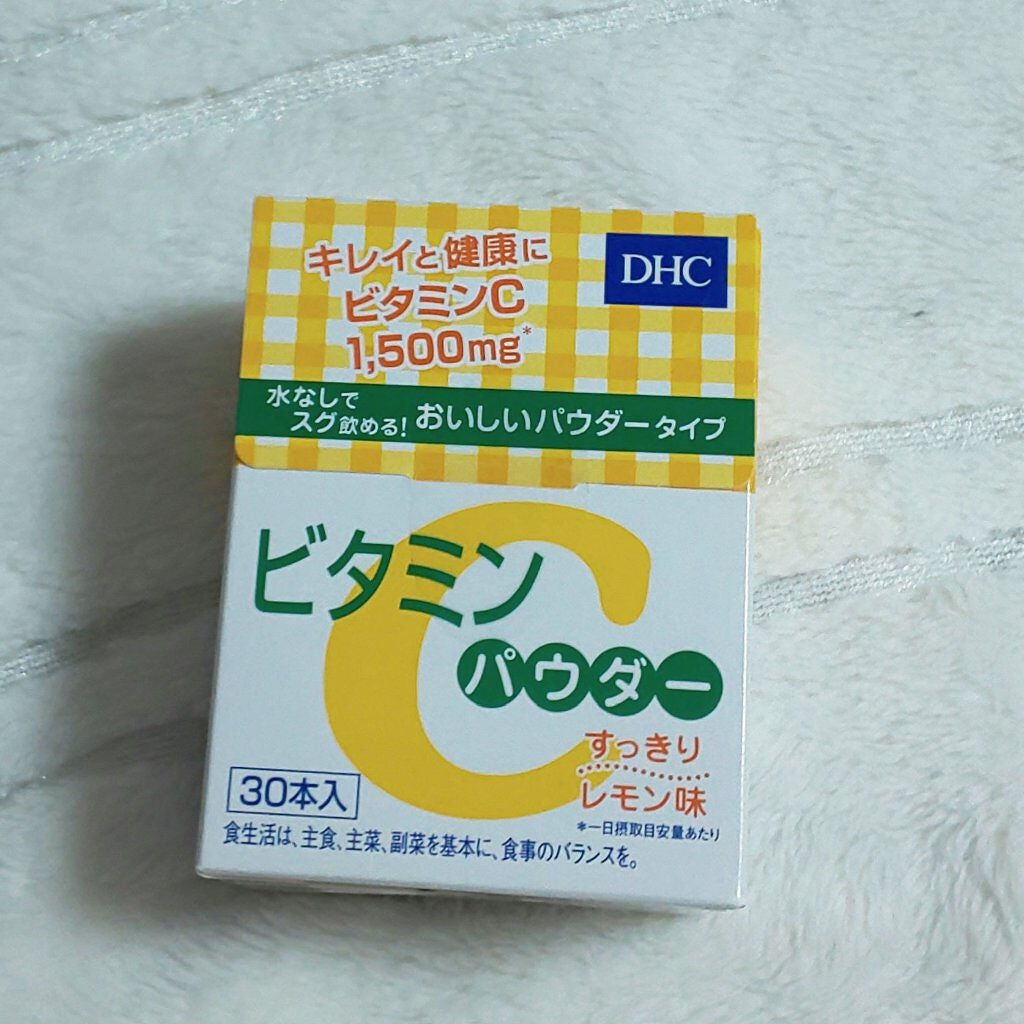 キレイと健康に
ビタミンC
1,500mg*
DHC
水なしで
スグ飲める!
おいしいパウダータイプ
ビタミン
C
パウダー
すっきり
レモン味
*一日摂取目安量あたり
30本入
食生活は、主食、主菜、副菜を基本に、食事のバランスを。